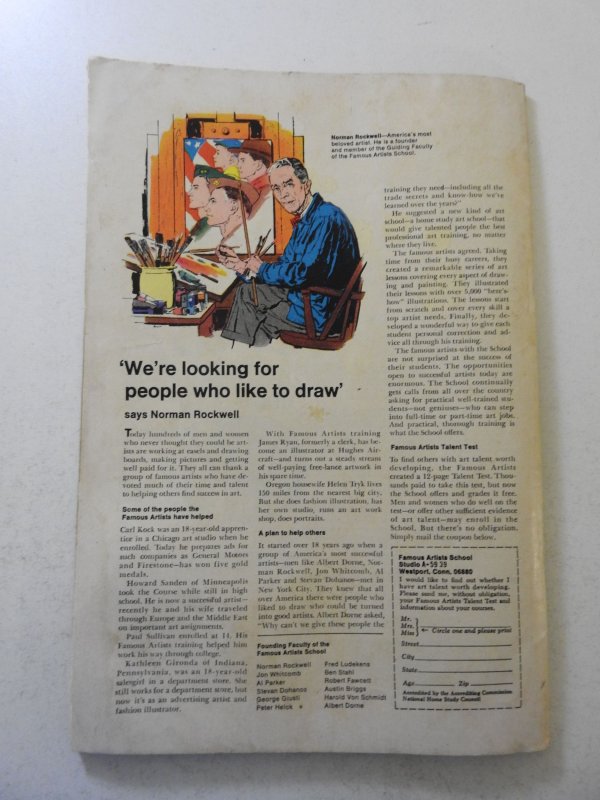 Norman Rockwell—America's most
beloved artist. He is a founder
and member of the Guiding Faculty
of the Famous Artists School.
'We're looking for
people who like to draw'
says Norman Rockwell
Today hundreds of men and women
who never thought they could be art-
ists are working at easels and drawing
boards, making pictures and getting
well paid for it. They all can thank a
group of famous artists who have de-
voted much of their time and talent
to helping others find success in art.
Some of the people the
Famous Artists have helped
Carl Kock was an 18-year-old appren-
tice in a Chicago art studio when he
enrolled. Today he prepares ads for
such companies as General Motors
and Firestone—has won five gold
medals.
Howard Sanden of Minneapolis
took the Course while still in high
school. He is now a successful artist—
recently he and his wife traveled
through Europe and the Middle East
on important art assignments.
Paul Sullivan enrolled at 14. His
Famous Artists training helped him
work his way through college.
Kathleen Gironda of Indiana,
Pennsylvania, was an 18-year-old
salesgirl in a department store. She
still works for a department store, but
now it's as an advertising artist and
fashion illustrator.
With Famous Artists training
James Ryan, formerly a clerk, has be-
come an illustrator at Hughes Air-
craft—and turns out a steady stream
of well-paying free-lance artwork in
his spare time.
Oregon housewife Helen Tryk lives
150 miles from the nearest big city.
But she does fashion illustration, has
her own studio, runs an art work
shop, does portraits.
A plan to help others
It started over 18 years ago when a
group of America's most successful
artists—men like Albert Dorne, Nor-
man Rockwell, Jon Whitcomb, Al
Parker and Stevan Dohanos—met in
New York City. They knew that all
over America there were people who
liked to draw who could be turned
into good artists. Albert Dorne asked,
"Why can't we give these people the
Founding Faculty of the
Famous Artists School
Norman Rockwell
Jon Whitcomb
Al Parker
Stevan Dohanos
George Giusti
Peter Helck
Fred Ludekens
Ben Stahl
Robert Fawcett
Austin Briggs
Harold Von Schmidt
Albert Dorne
training they need—including all the
trade secrets and know-how we've
learned over the years?"
He suggested a new kind of art
school—a home study art school—that
would give talented people the best
professional art training, no matter
where they live.
The famous artists agreed. Taking
time from their busy careers, they
created a remarkable series of art
lessons covering every aspect of draw-
ing and painting. They illustrated
their lessons with over 5,000 "here's-
how" illustrations. The lessons start
from scratch and cover every skill a
top artist needs. Finally, they de-
veloped a wonderful way to give each
student personal correction and ad-
vice all through his training.
The famous artists with the School
are not surprised at the success of
their students. The opportunities
open to successful artists today are
enormous. The School continually
gets calls from all over the country
asking for practical well-trained stu-
dents—not geniuses—who can step
into full-time or part-time art jobs.
And practical, thorough training is
what the School offers.
Famous Artists Talent Test
To find others with art talent worth
developing, the Famous Artists
created a 12-page Talent Test. Thou-
sands paid to take this test, but now
the School offers and grades it free.
Men and women who do well on the
test—or offer other sufficient evidence
of art talent—may enroll in the
School. But there's no obligation.
Simply mail the coupon below.
Famous Artists School
Studio A-5939
Westport, Conn. 06880
I would like to find out whether I
have art talent worth developing.
Please send me, without obligation,
your Famous Artists Talent Test and
information about your courses.
Mr.
Mrs.
Miss
← Circle one and please print
Street
City
State
Age Zip
Accredited by the Accrediting Commission
National Home Study Council